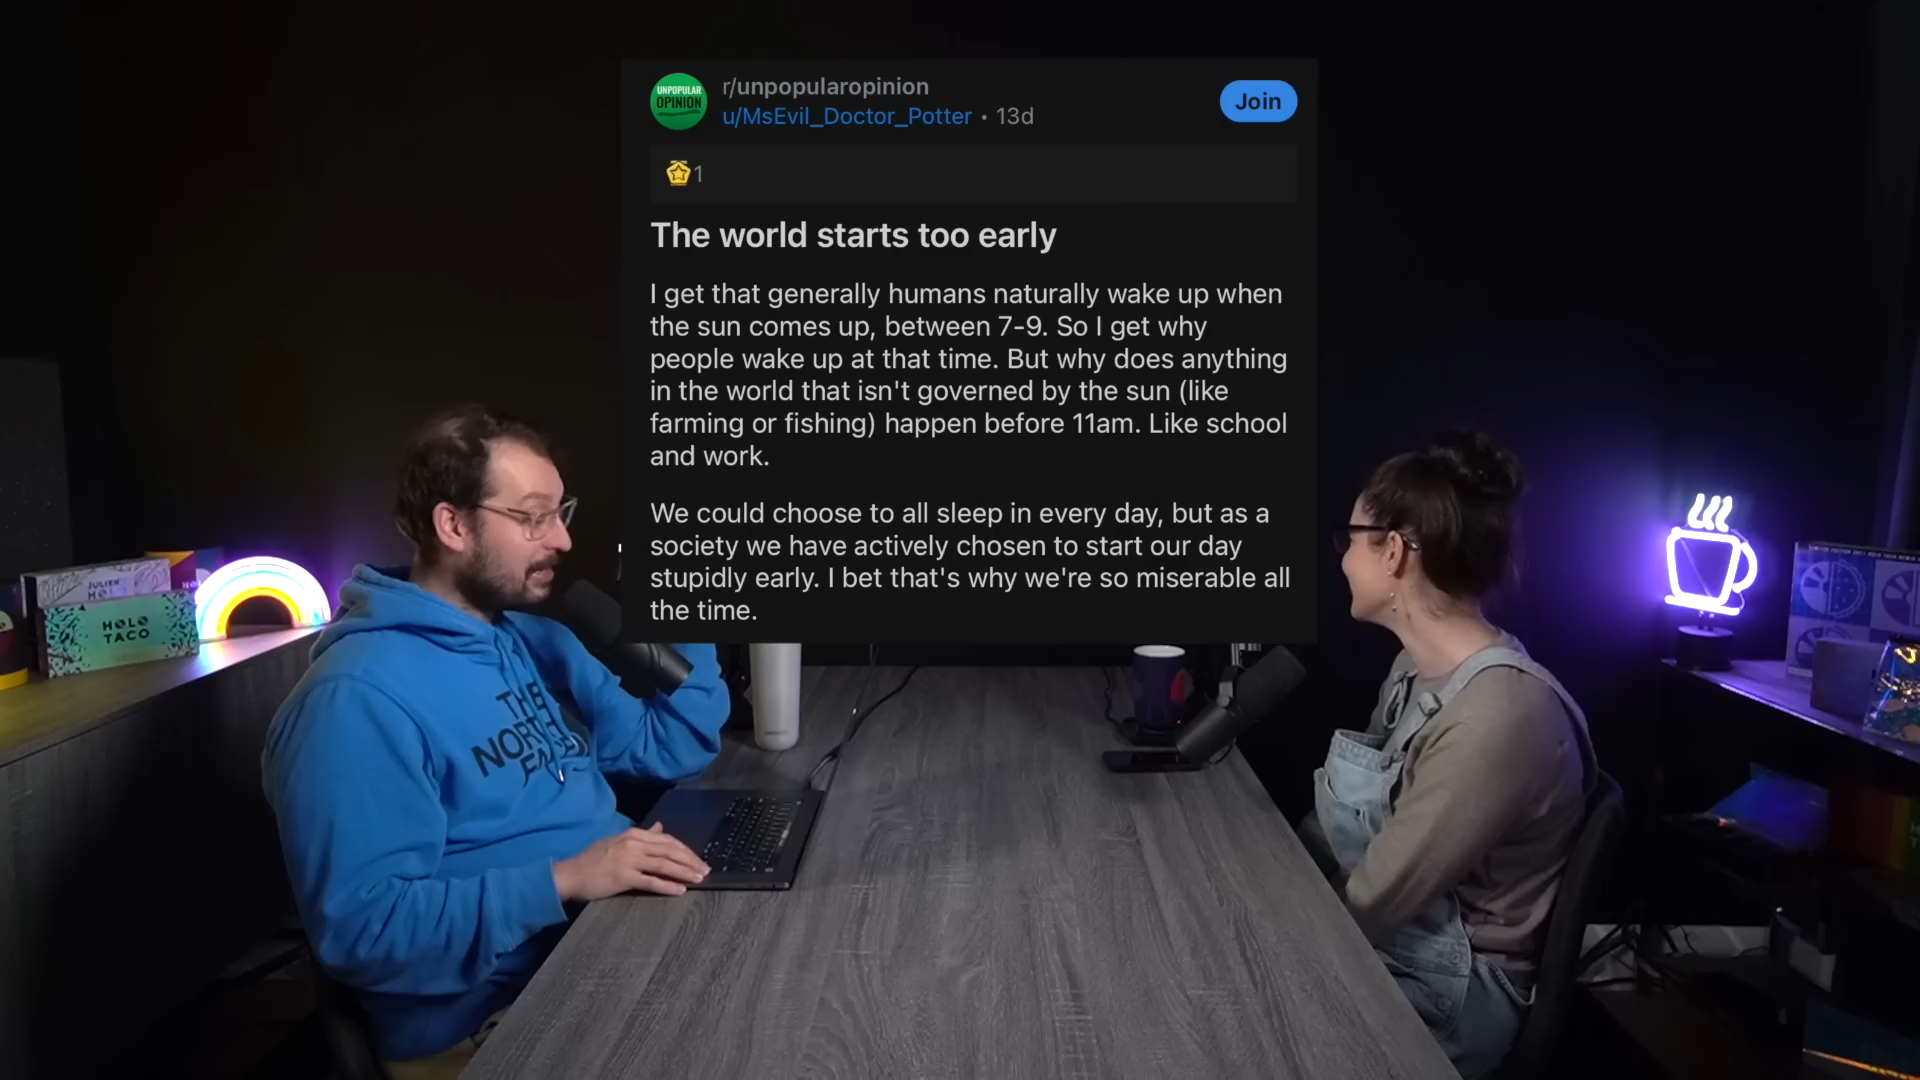 UNPOPULAR
OPINION
r/unpopularopinion
u/MsEvil_Doctor_Potter • 13d
Join
1
The world starts too early
I get that generally humans naturally wake up when
the sun comes up, between 7-9. So I get why
people wake up at that time. But why does anything
in the world that isn't governed by the sun (like
farming or fishing) happen before 11am. Like school
and work.
We could choose to all sleep in every day, but as a
society we have actively chosen to start our day
stupidly early. I bet that's why we're so miserable all
the time.
HOLO
TACO
THE
NORTH